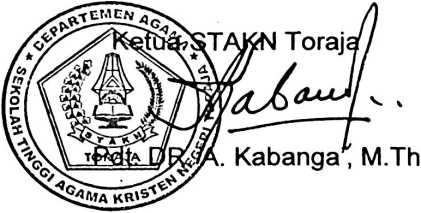 Ketua STAKN Toraja
DEPARTEMEN AGAMA
SEKOLAH TINGGI AGAMA KRISTEN NEGERI TORAJA
STAKN
TORAJA
Pdt. DR. A. Kabanga', M.Th